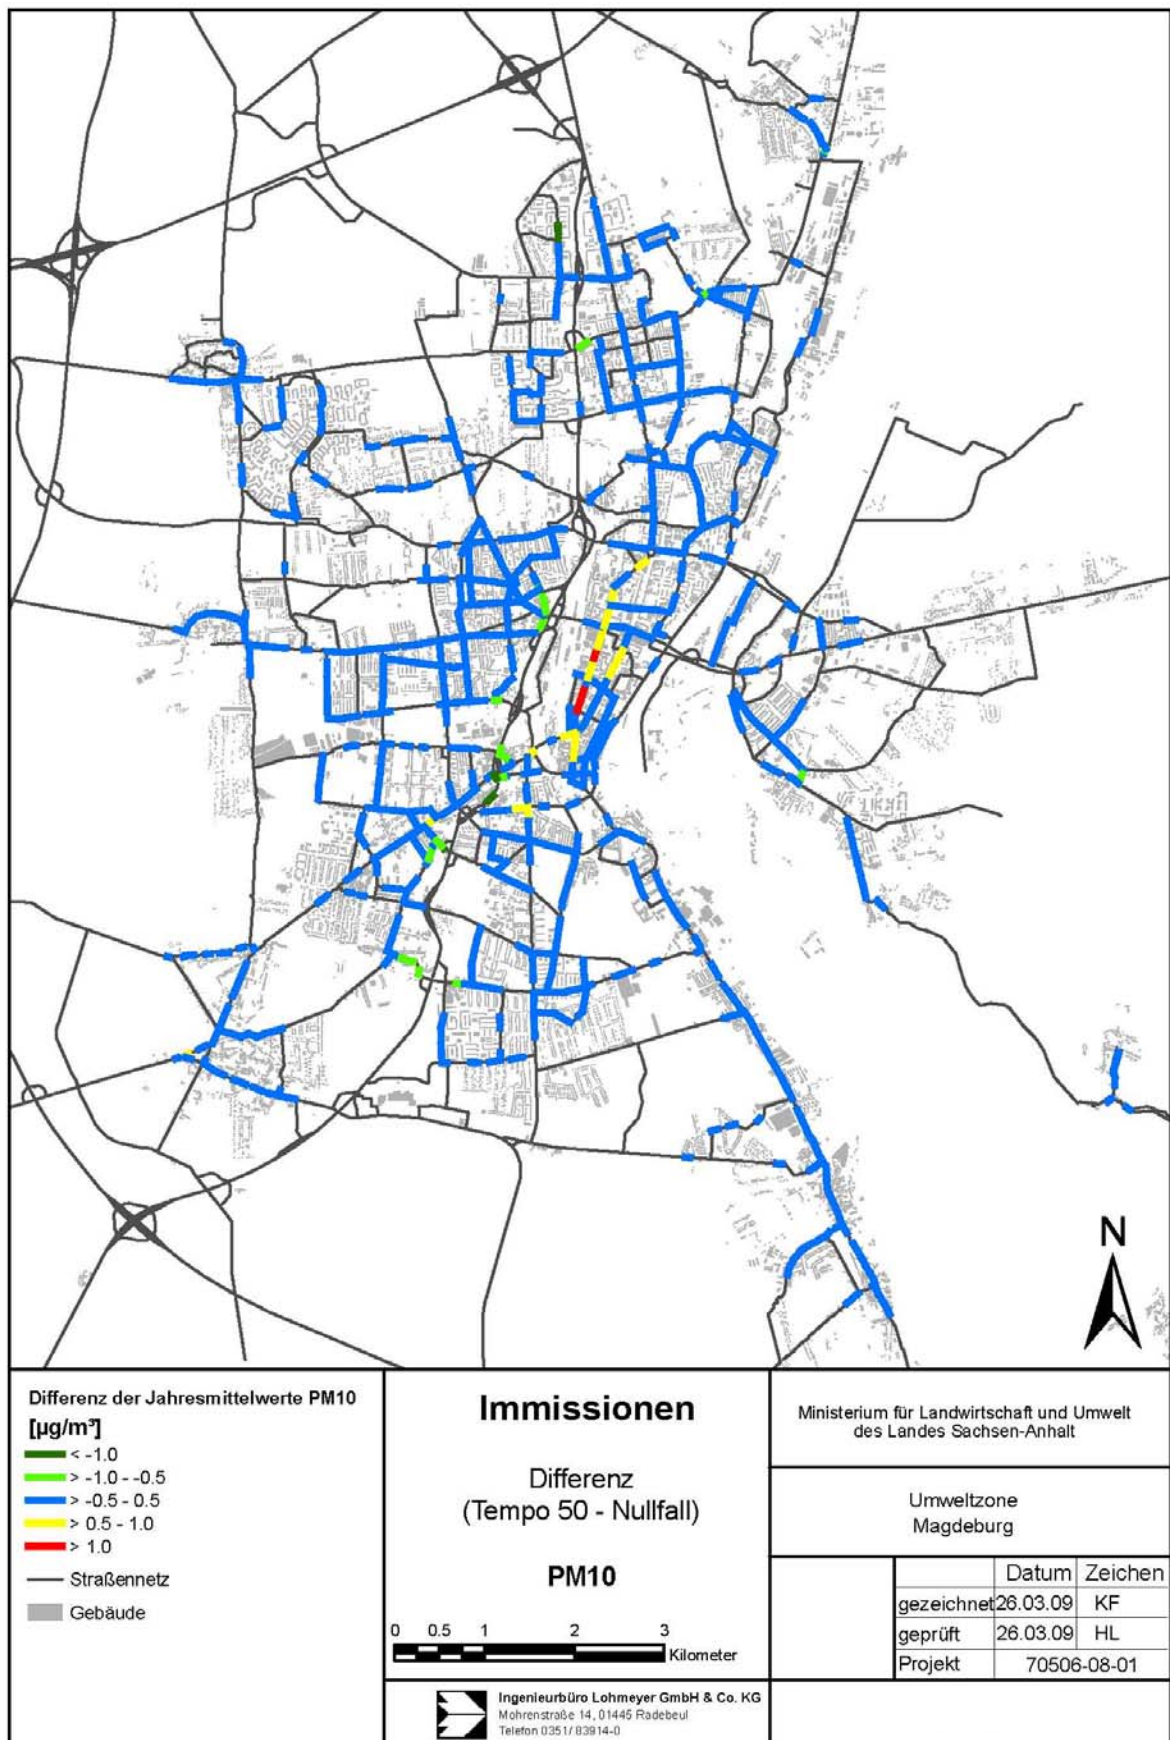 N
Differenz der Jahresmittelwerte PM10
[µg/m³]
< -1.0
> -1.0 - -0.5
> -0.5 - 0.5
> 0.5 - 1.0
> 1.0
Straßennetz
Gebäude
Immissionen
Differenz
(Tempo 50 - Nullfall)
PM10
0 0.5 1 2 3
Kilometer
Ingenieurbüro Lohmeyer GmbH & Co. KG
Mohrenstraße 14, 01445 Radebeul
Telefon 0351/ 83914-0
Ministerium für Landwirtschaft und Umwelt
des Landes Sachsen-Anhalt
Umweltzone
Magdeburg
Datum Zeichen
gezeichnet 26.03.09 KF
geprüft 26.03.09 HL
Projekt 70506-08-01